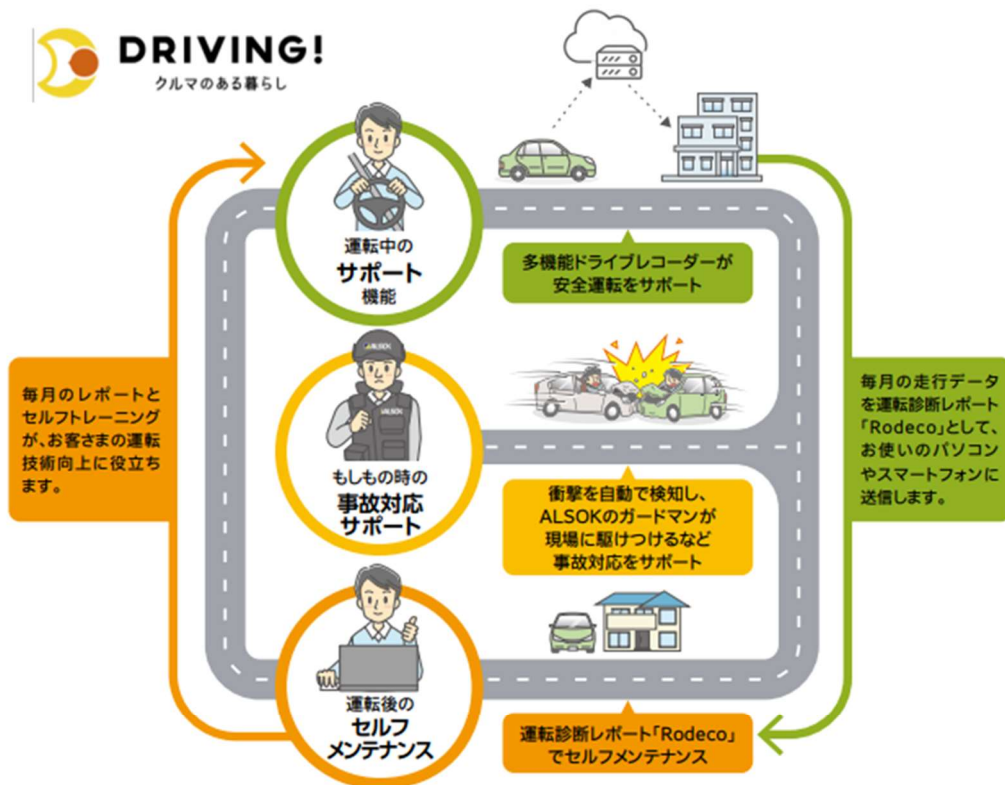 DRIVING!
クルマのある暮らし
運転中の
サポート
機能
多機能ドライブレコーダーが
安全運転をサポート
毎月のレポートと
セルフトレーニング
が、お客さまの運転
技術向上に役立ち
ます。
ALSOK
ALSOK
もしもの時の
事故対応
サポート
衝撃を自動で検知し、
ALSOKのガードマンが
現場に駆けつけるなど
事故対応をサポート
毎月の走行データ
を運転診断レポート
「Rodeco」として、
お使いのパソコン
やスマートフォンに
送信します。
運転後の
セルフ
メンテナンス
運転診断レポート「Rodeco」
でセルフメンテナンス